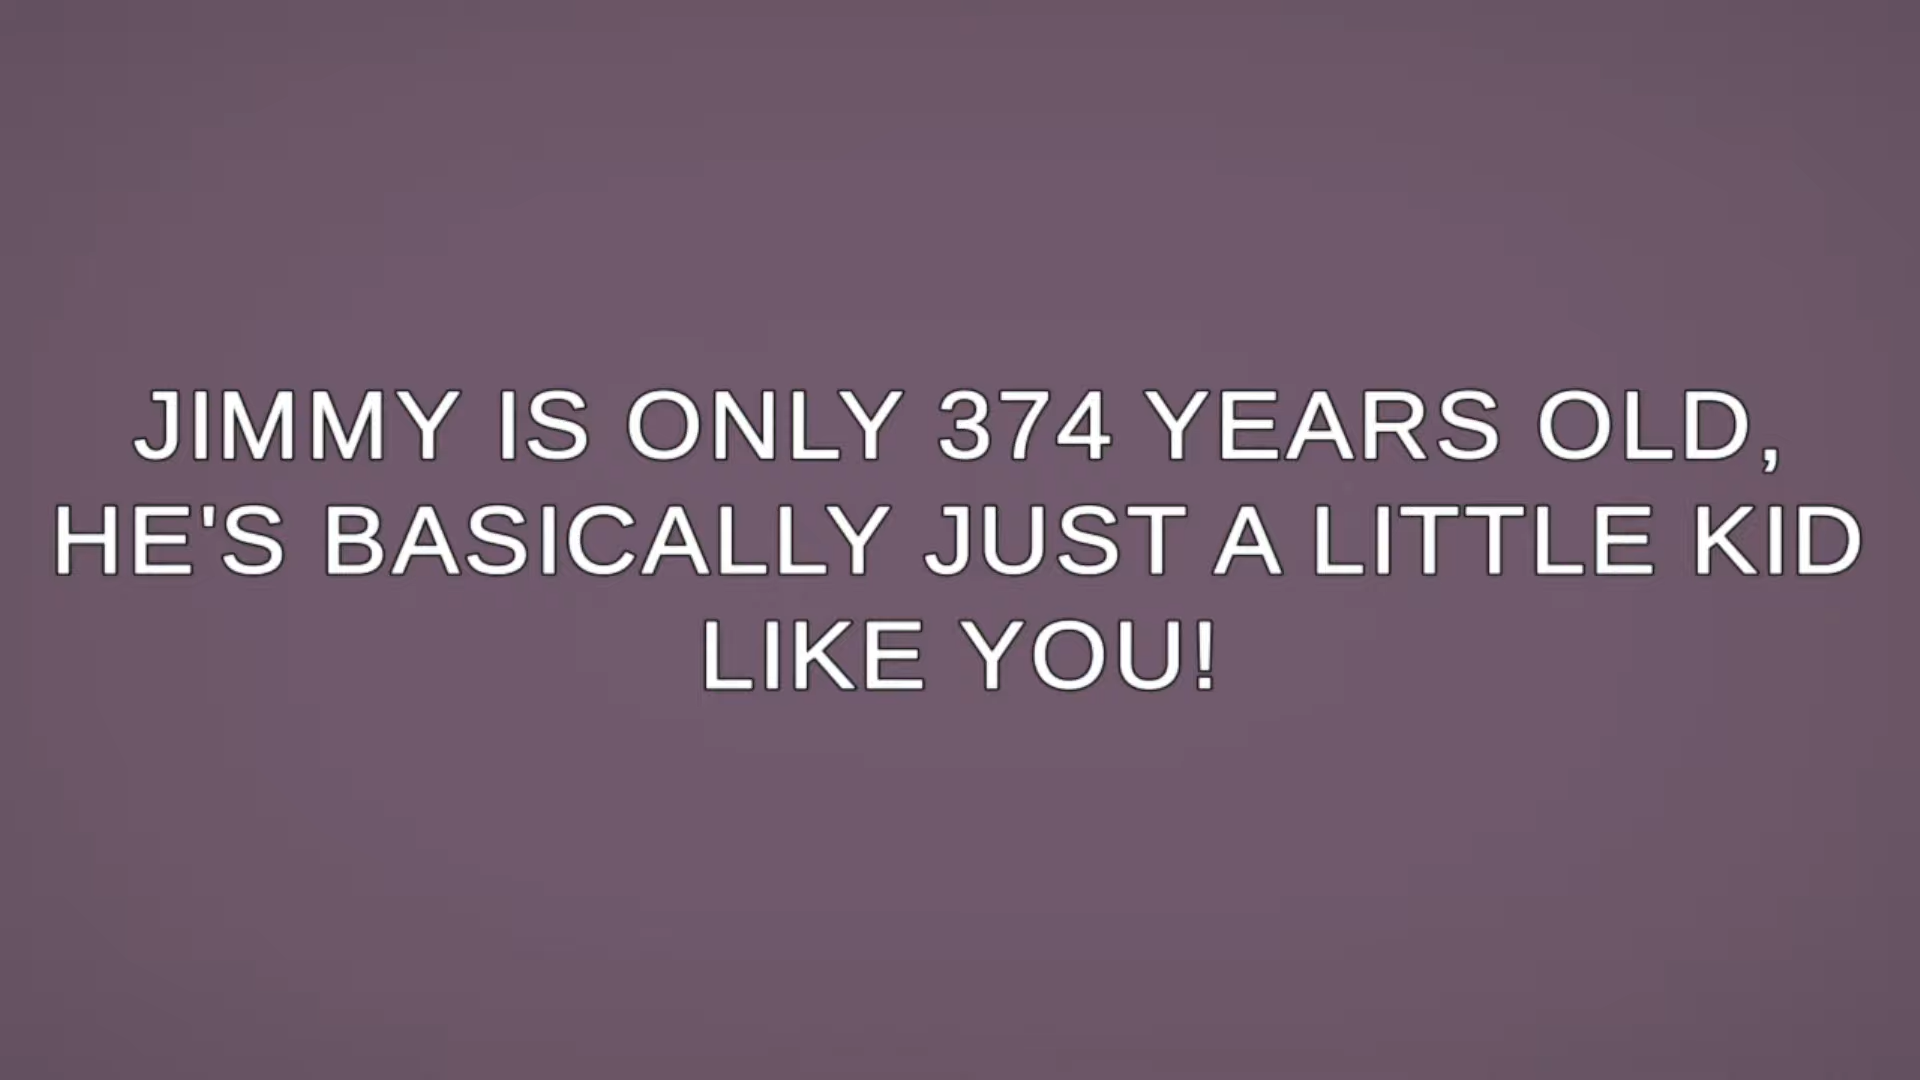 JIMMY IS ONLY 374 YEARS OLD,
HE'S BASICALLY JUST A LITTLE KID
LIKE YOU!